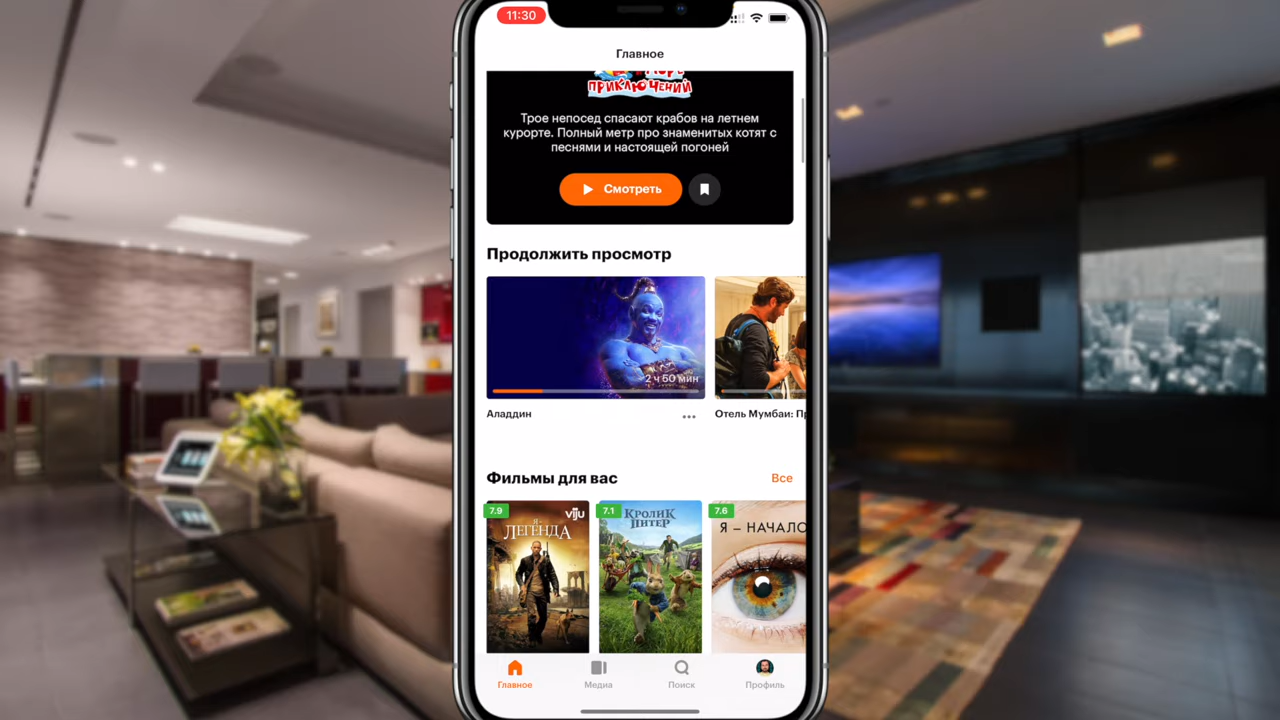 11:30
Главное
ПРИКЛЮЧЕНИЙ
Трое непосед спасают крабов на летнем
курорте. Полный метр про знаменитых котят с
песнями и настоящей погоней
Смотреть
Продолжить просмотр
2 ч 50 мин
Аладдин
Отель Мумбаи:
Фильмы для вас
Все
7.9
viju
Я –
ЛЕГЕНДА
7.1
КРОЛИК
ПИТЕР
7.6
Я – НАЧАЛО
Главное
Медиа
Поиск
Профиль